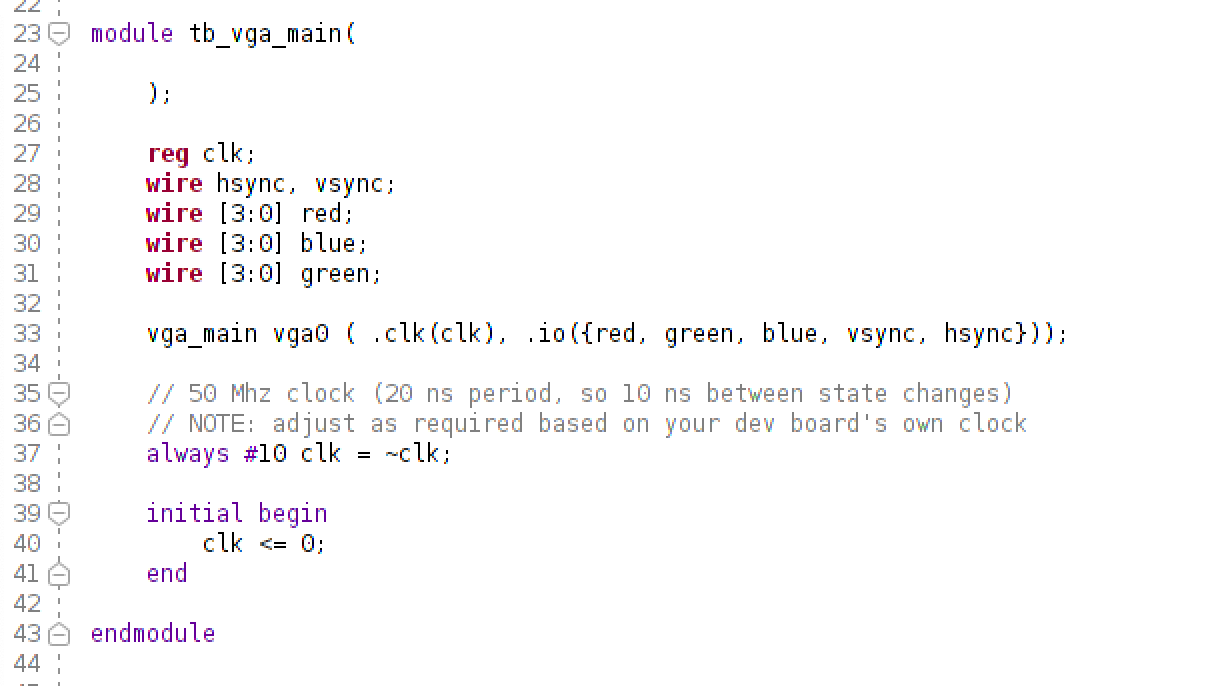 22
23 module tb_vga_main(
24
25     );
26
27     reg clk;
28     wire hsync, vsync;
29     wire [3:0] red;
30     wire [3:0] blue;
31     wire [3:0] green;
32
33     vga_main vga0 ( .clk(clk), .io({red, green, blue, vsync, hsync}));
34
35     // 50 Mhz clock (20 ns period, so 10 ns between state changes)
36     // NOTE: adjust as required based on your dev board's own clock
37     always #10 clk = ~clk;
38
39     initial begin
40         clk <= 0;
41     end
42
43 endmodule
44